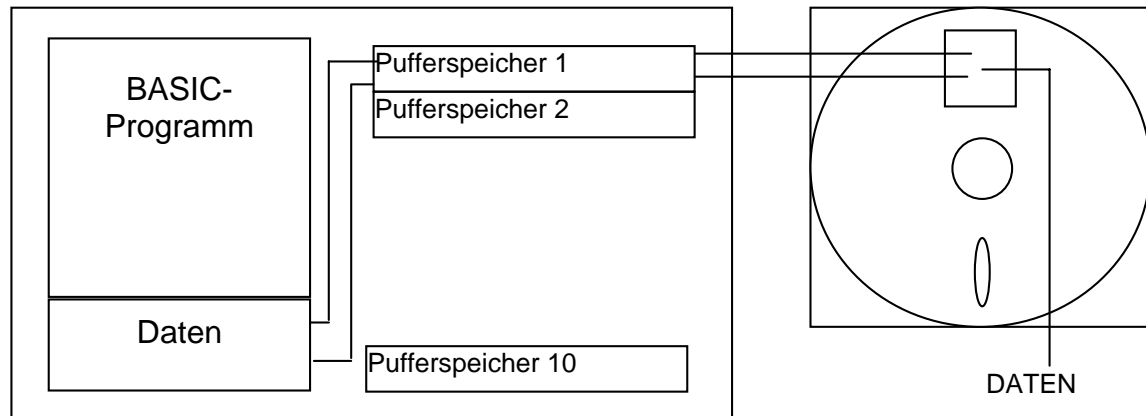 BASIC-
Programm
Pufferspeicher 1
Pufferspeicher 2
Daten
Pufferspeicher 10
DATEN